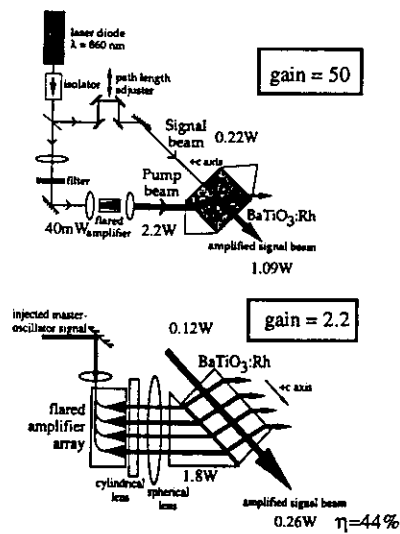 laser diode
λ = 860 nm
gain = 50
isolator
path length
adjuster
Signal
beam
0.22W
+c axis
Pump
beam
filter
flared
amplifier
40mW
2.2W
BaTiO3:Rh
amplified signal beam
1.09W
0.12W
gain = 2.2
injected master-
oscillator signal
BaTiO3:Rh
+c axis
flared
amplifier
array
1.8W
cylindrical
lens
spherical
lens
amplified signal beam
0.26W η=44%